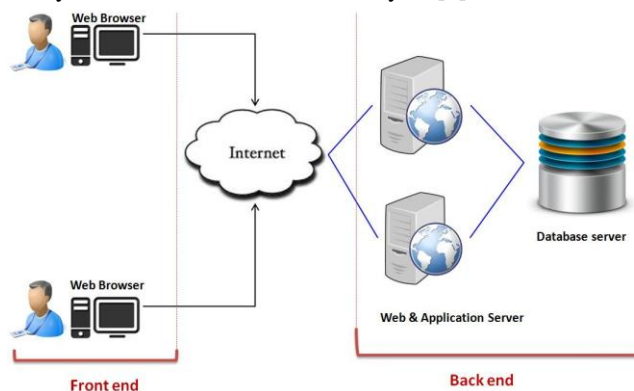 Web Browser
Internet
Database server
Web Browser
Web & Application Server
Front end
Back end